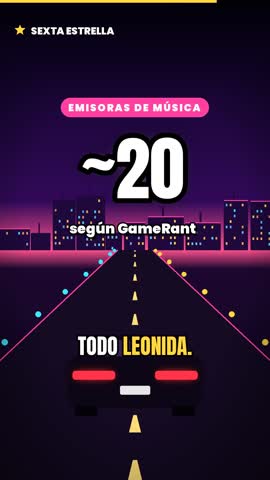 SEXTA ESTRELLA
EMISORAS DE MÚSICA
~20
según GameRant
TODO LEONIDA.